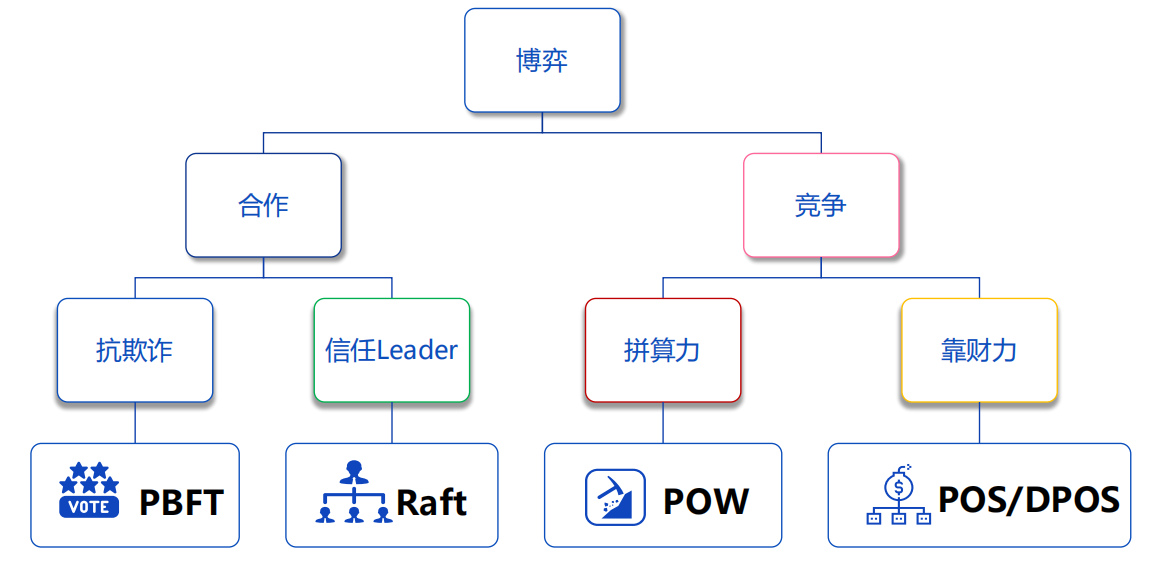 博弈
合作
竞争
抗欺诈
信任Leader
拼算力
靠财力
VOTE
PBFT
Raft
POW
$
POS/DPOS